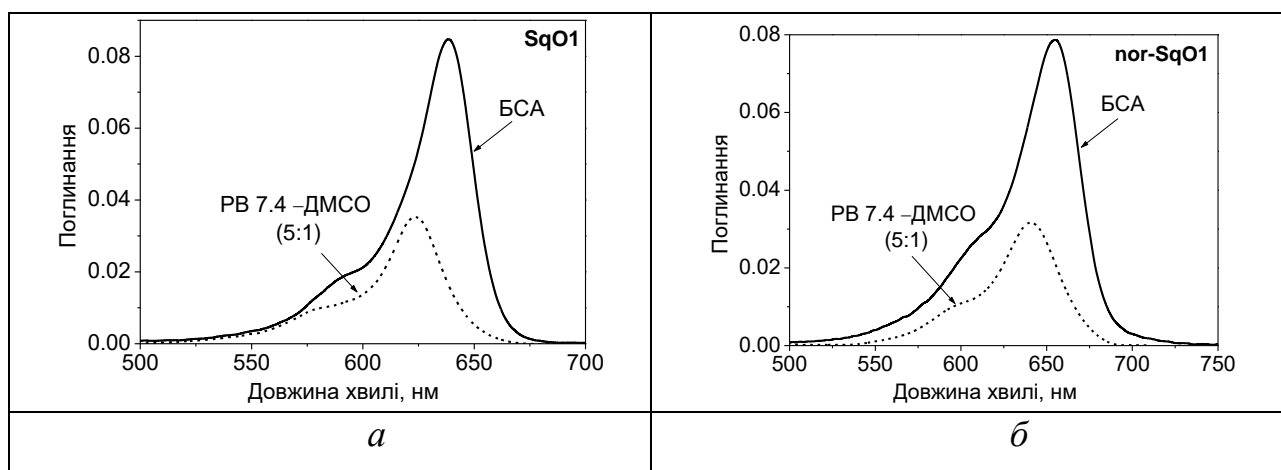 SqO1
БСА
PB 7.4 –ДМСО
(5:1)
Поглинання
0.08
0.06
0.04
0.02
0.00
500
550
600
650
700
Довжина хвилі, нм
а
nor-SqO1
БСА
PB 7.4 –ДМСО
(5:1)
Поглинання
0.08
0.06
0.04
0.02
0.00
500
550
600
650
700
750
Довжина хвилі, нм
б